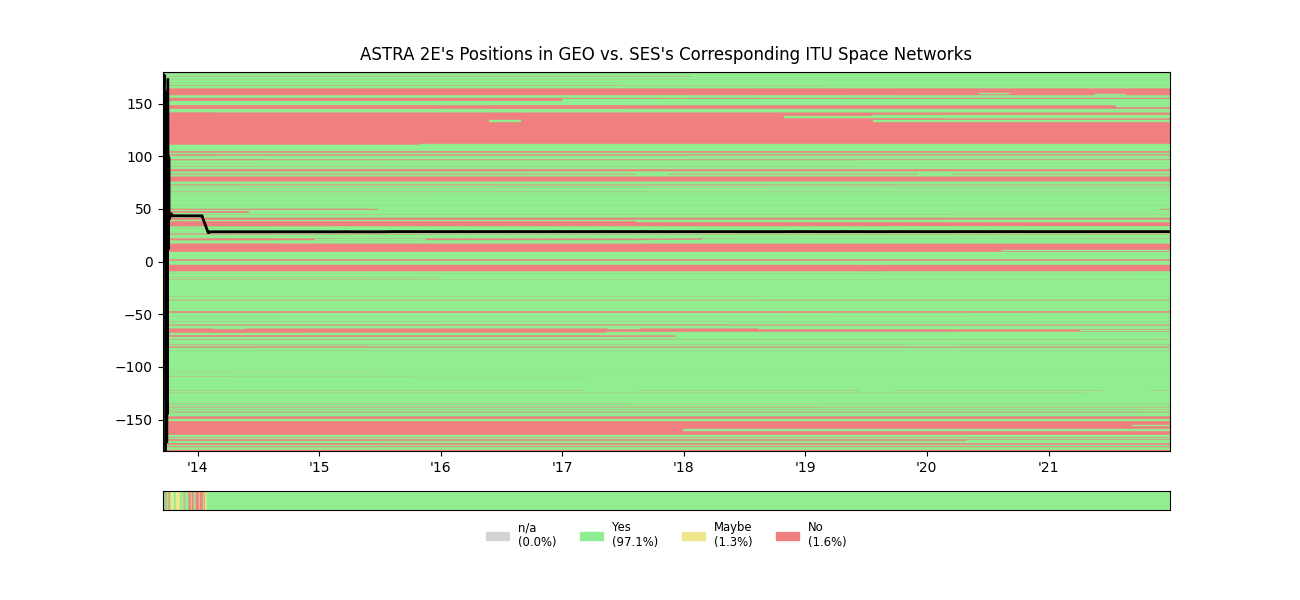 ASTRA 2E's Positions in GEO vs. SES's Corresponding ITU Space Networks
150
100
50
0
−50
−100
−150
'14 '15 '16 '17 '18 '19 '20 '21
n/a Yes Maybe No
(0.0%) (97.1%) (1.3%) (1.6%)